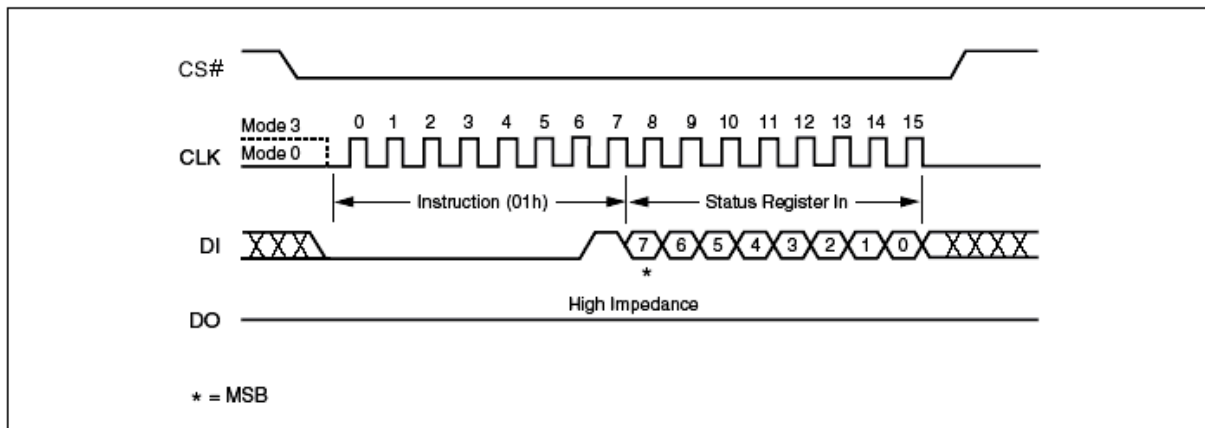 CS#
Mode 3
0 1 2 3 4 5 6 7 8 9 10 11 12 13 14 15
CLK
Mode 0
Instruction (01h)
Status Register In
DI
7 6 5 4 3 2 1 0
*
High Impedance
DO
* = MSB